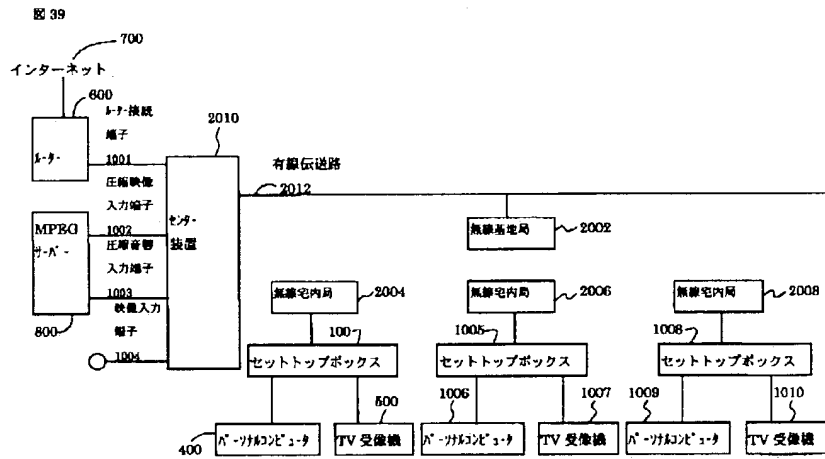 図 39
700
インターネット
600
ルーター接続
端子
ルーター
1001
2010
圧縮映像
入力端子
有線伝送路
2012
MPEG
サーバー
1002
圧縮音響
入力端子
センター
装置
無線基地局
2002
1003
800
映像入力
端子
1004
無線宅内局
2004
無線宅内局
2006
無線宅内局
2008
100
セットトップボックス
1005
セットトップボックス
1008
セットトップボックス
400
パーソナルコンピュータ
500
TV 受像機
1006
パーソナルコンピュータ
1007
TV 受像機
1009
パーソナルコンピュータ
1010
TV 受像機